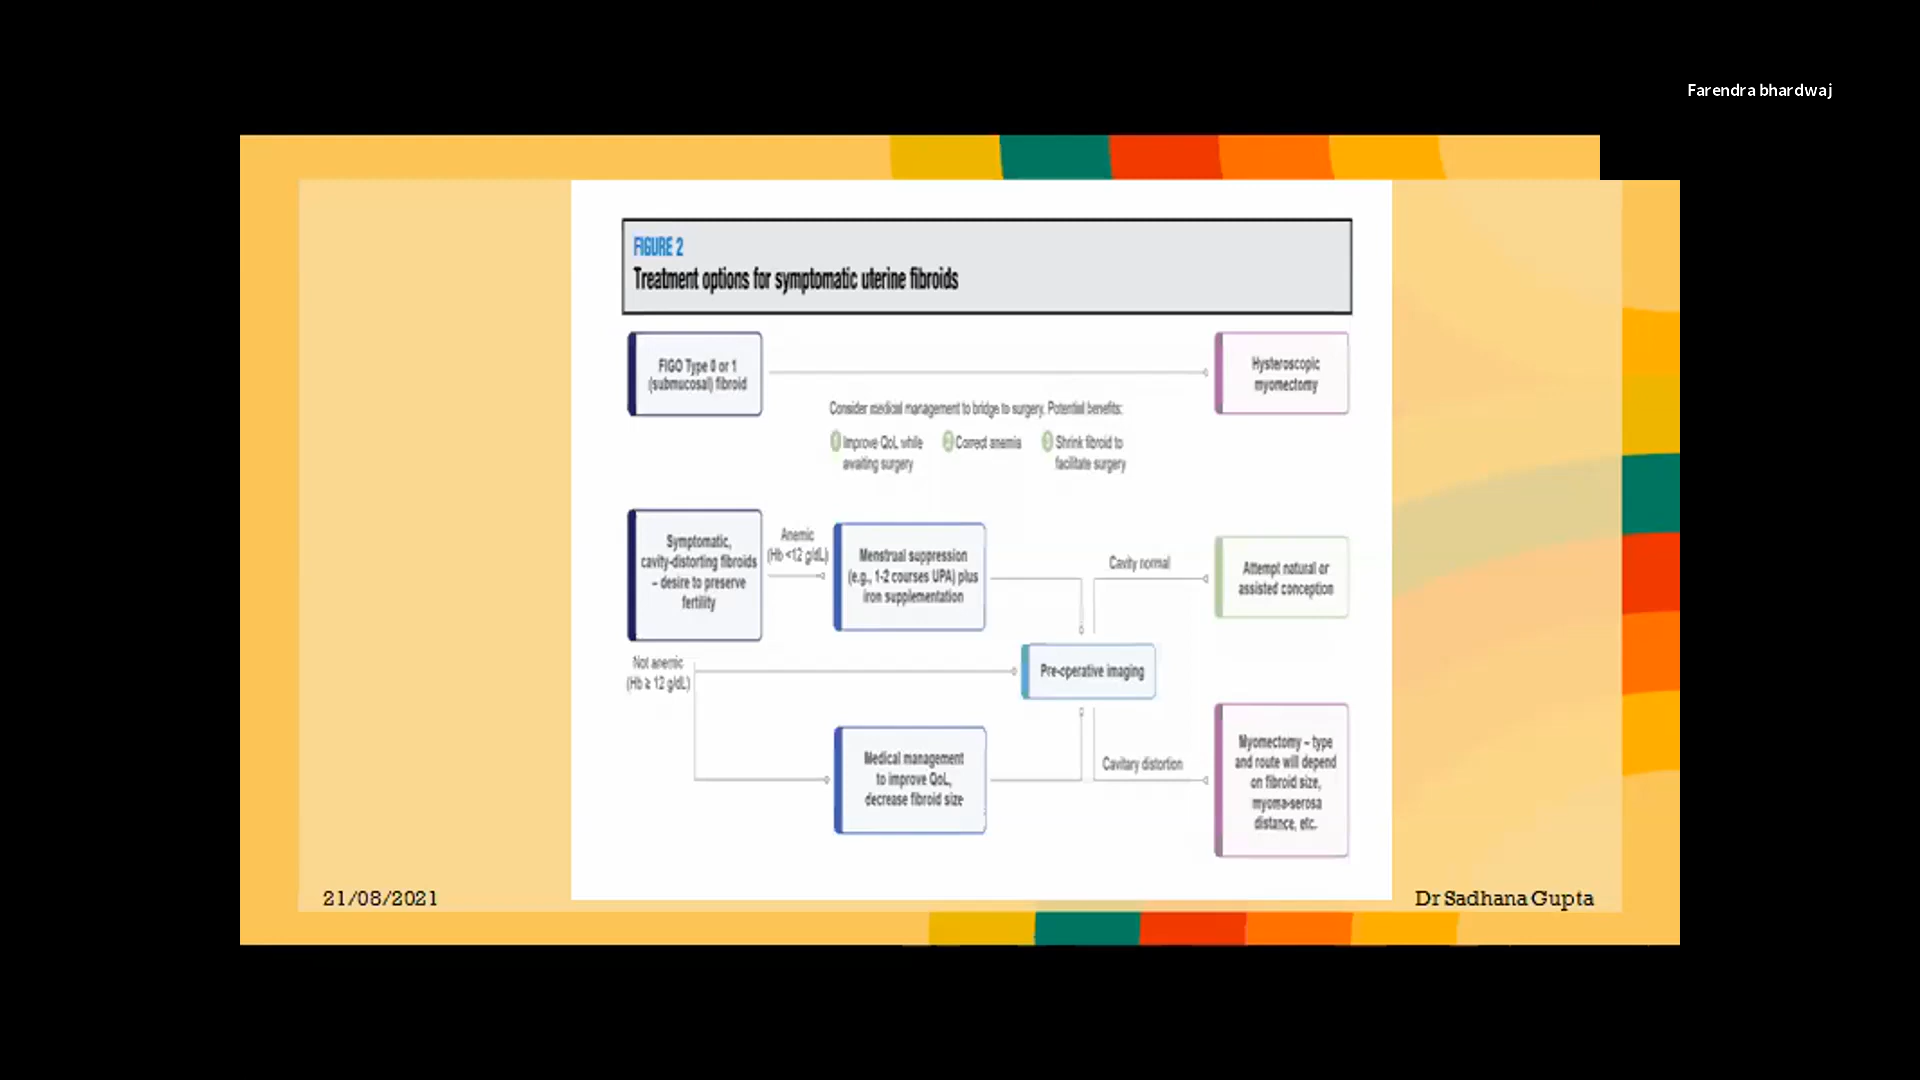 Farendra bhardwaj
FIGURE 2
Treatment options for symptomatic uterine fibroids
FIGO Type 0 or 1
(submucosal) fibroid
Hysteroscopic
myomectomy
Consider medical management to bridge to surgery. Potential benefits:
1 Improve QoL while
awaiting surgery
2 Correct anemia
3 Shrink fibroid to
facilitate surgery
Symptomatic,
cavity-distorting fibroids
– desire to preserve
fertility
Anemic
(Hb <12 g/dL)
Menstrual suppression
(e.g., 1-2 courses UPA) plus
iron supplementation
Cavity normal
Attempt natural or
assisted conception
Not anemic
(Hb ≥ 12 g/dL)
Pre-operative imaging
Medical management
to improve QoL,
decrease fibroid size
Cavitary distortion
Myomectomy – type
and route will depend
on fibroid size,
myoma-serosa
distance, etc.
21/08/2021
Dr Sadhana Gupta